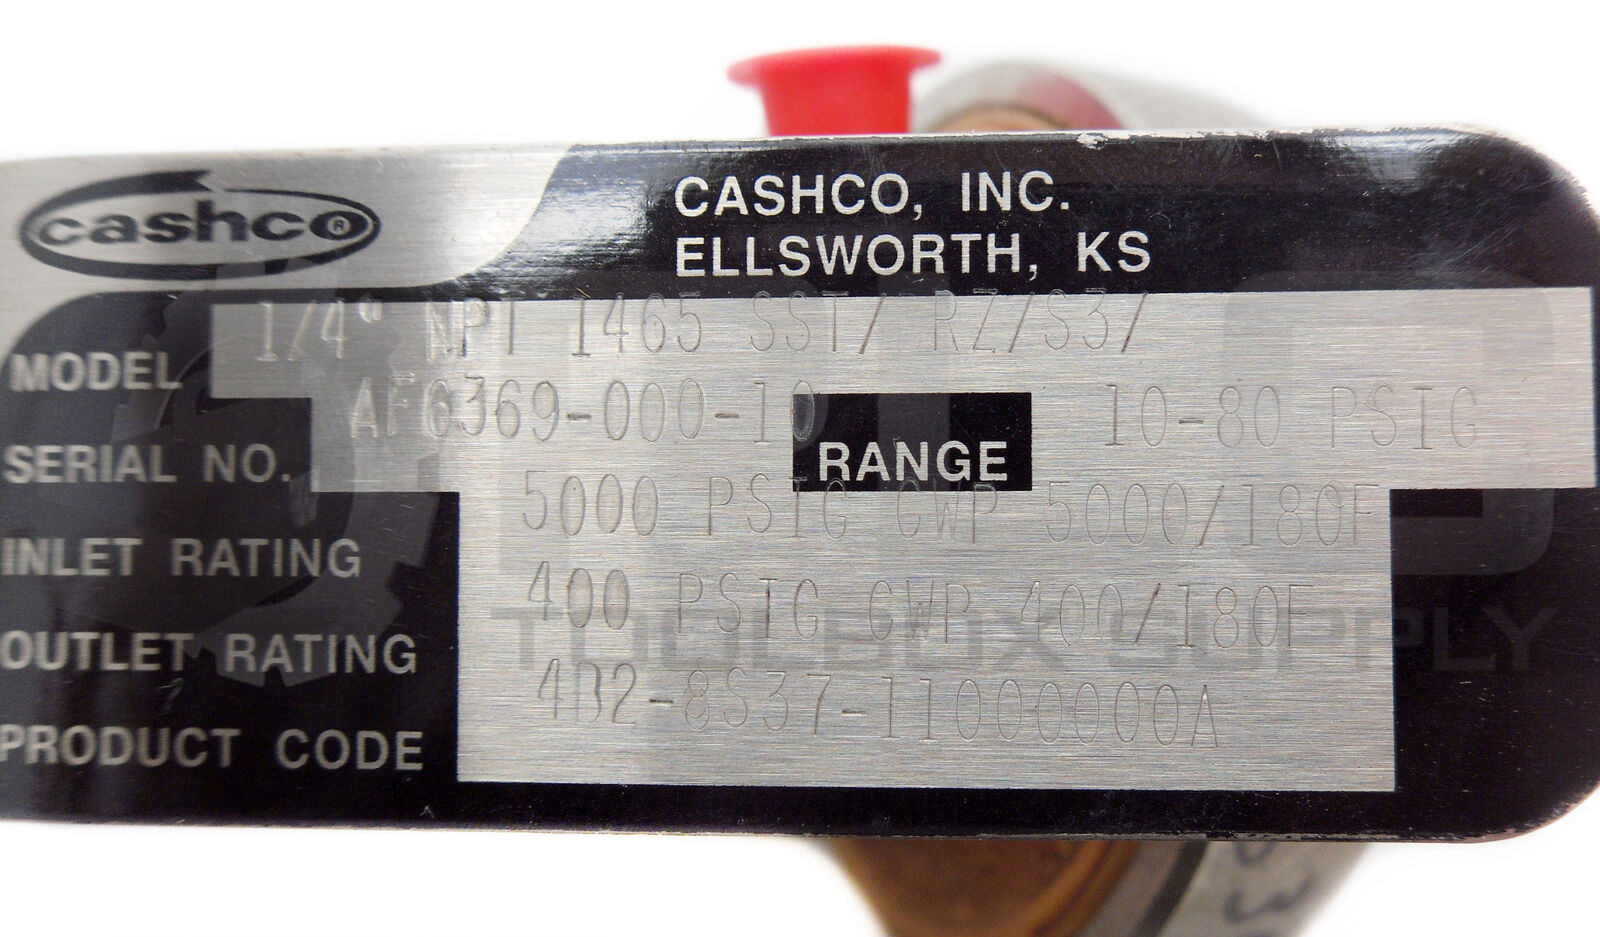 cashco®
CASHCO, INC.
ELLSWORTH, KS
MODEL 1/4" NPT 1465 SST/ RZ/S37
SERIAL NO. AF6369-000-10 RANGE 10-80 PSIG
INLET RATING 5000 PSIG CWP 5000/180F
OUTLET RATING 400 PSIG CWP 400/180F
TOOLBOX SUPPLY
PRODUCT CODE 4D2-8S37-11000000A